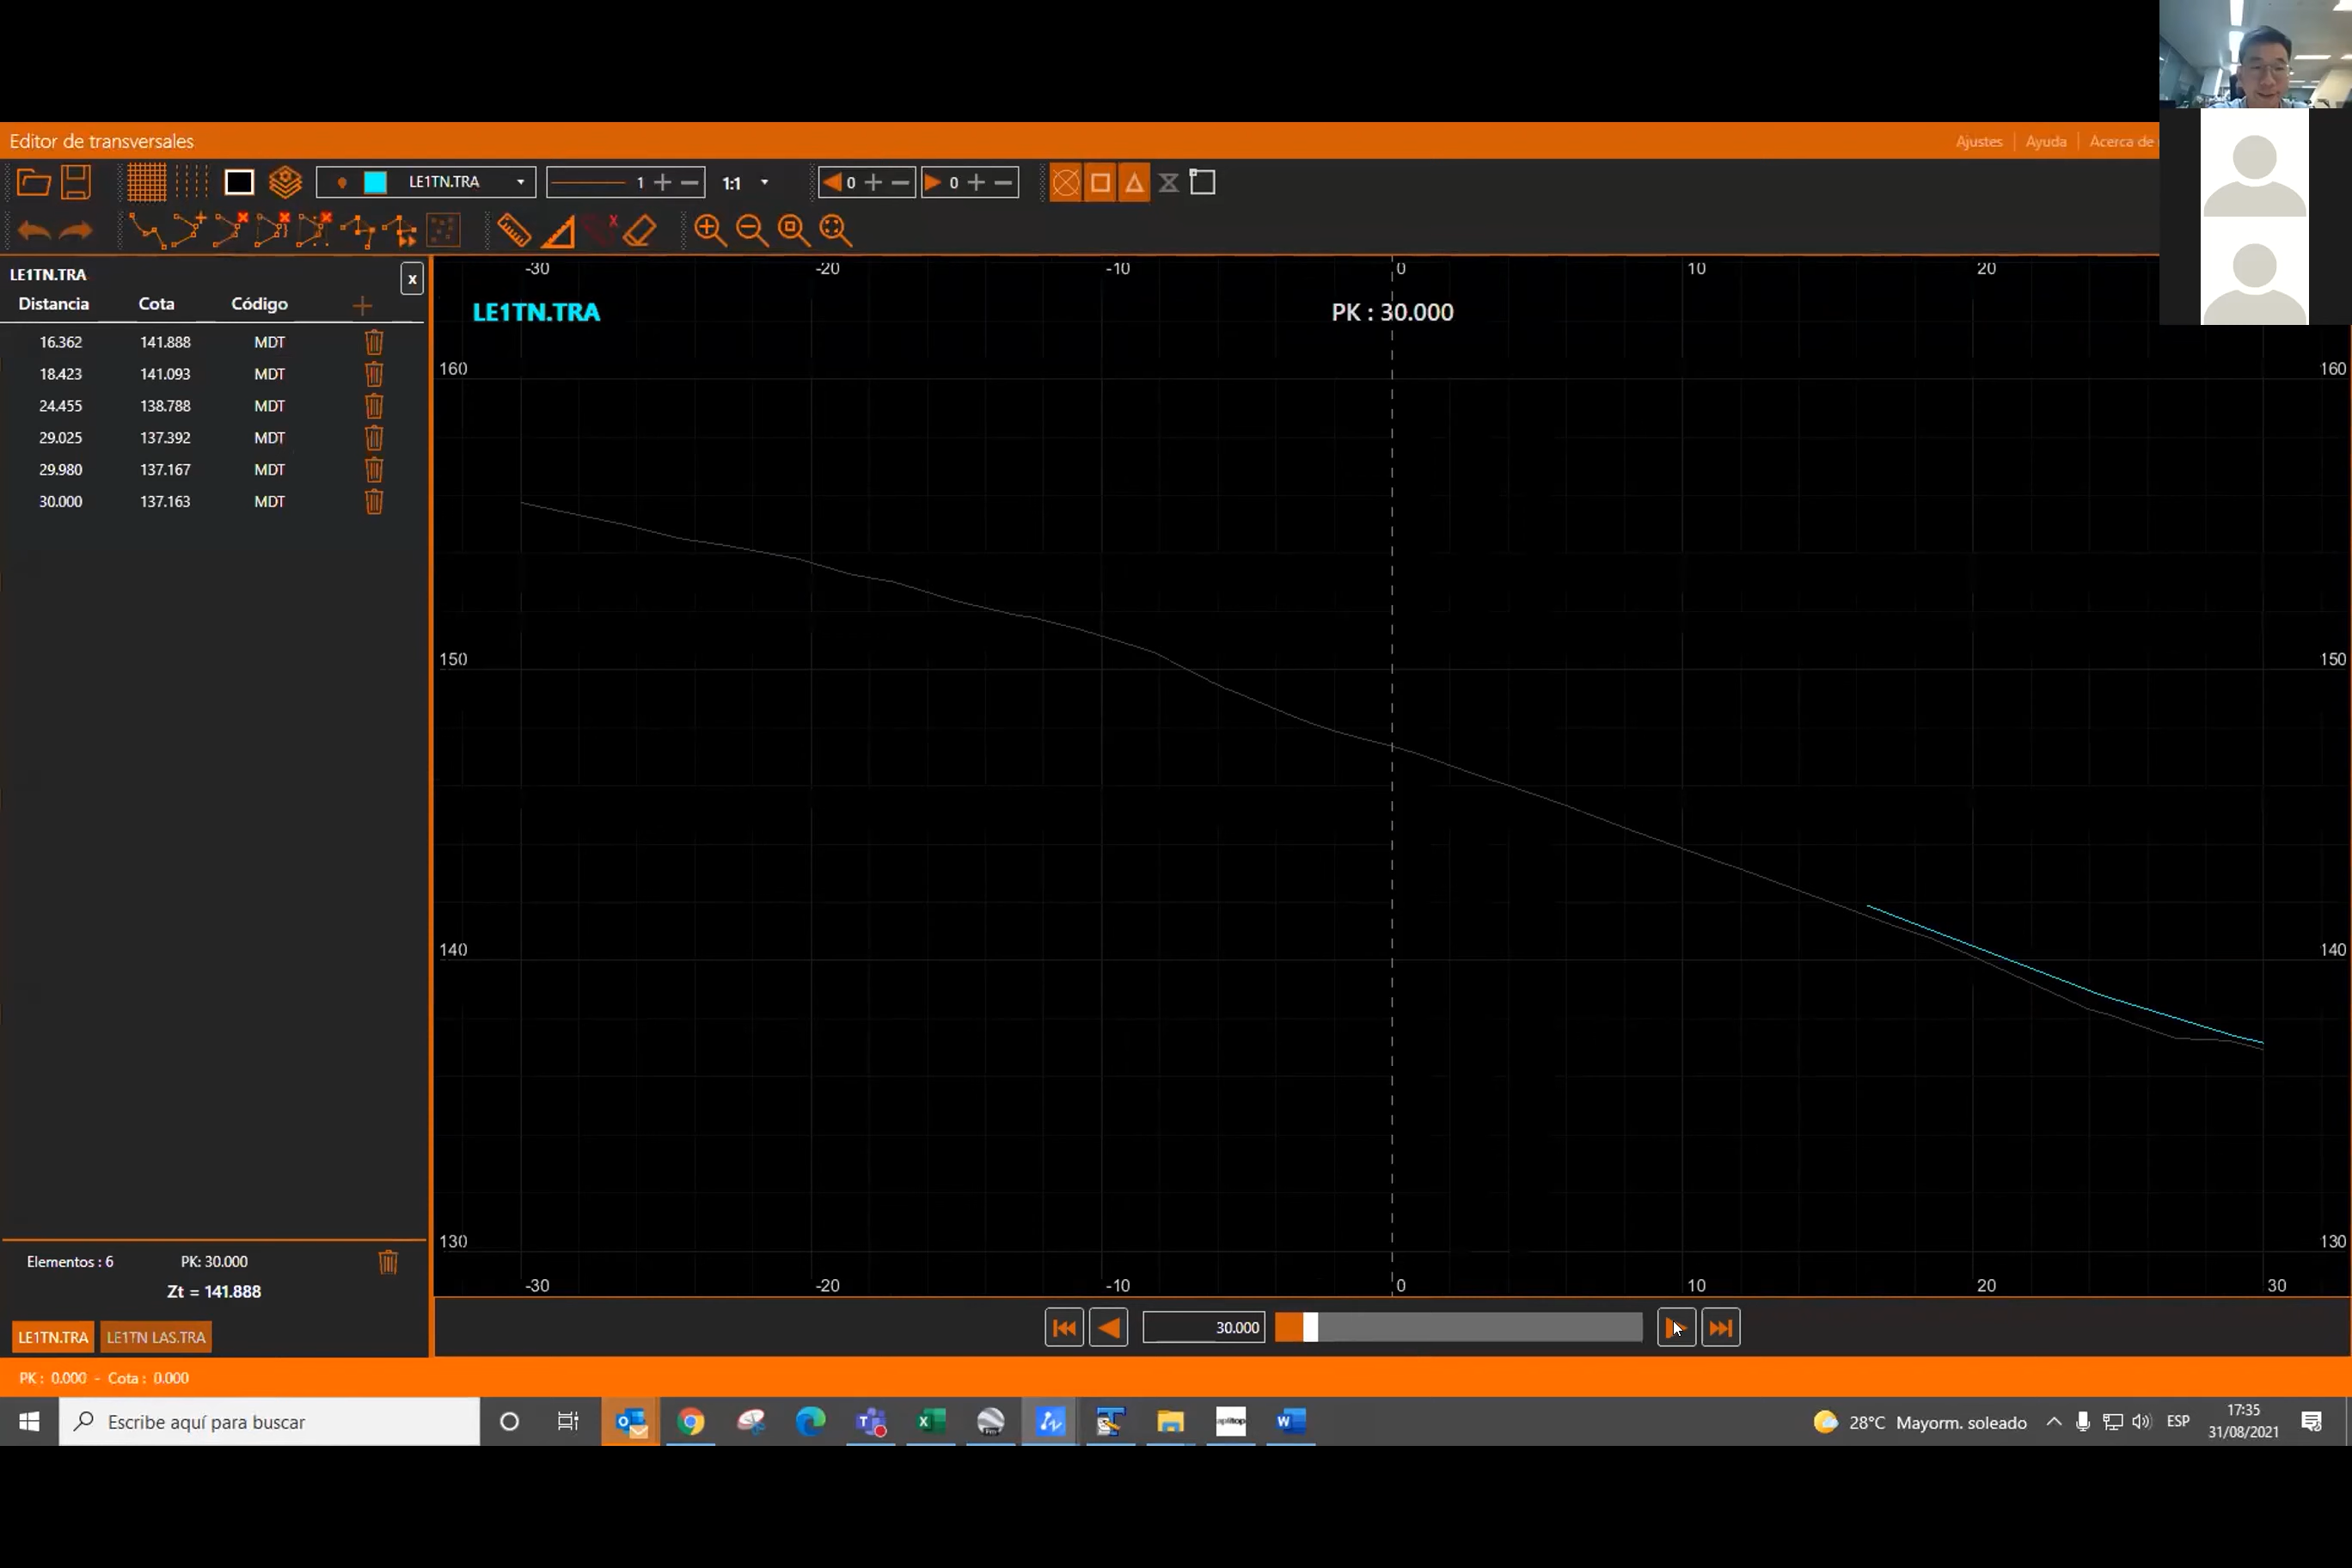 Editor de transversales
Ajustes
Ayuda
Acerca de
LE1TN.TRA
1
1:1
0
0
LE1TN.TRA
x
Distancia Cota Código
16.362 141.888 MDT
18.423 141.093 MDT
24.455 138.788 MDT
29.025 137.392 MDT
29.980 137.167 MDT
30.000 137.163 MDT
Elementos : 6 PK: 30.000
Zt = 141.888
LE1TN.TRA LE1TN LAS.TRA
-30 -20 -10 0 10 20
LE1TN.TRA PK : 30.000
160 160
150 150
140 140
130 130
-30 -20 -10 0 10 20 30
30.000
PK : 0.000 - Cota : 0.000
Escribe aquí para buscar
28°C Mayorm. soleado
ESP
17:35
31/08/2021